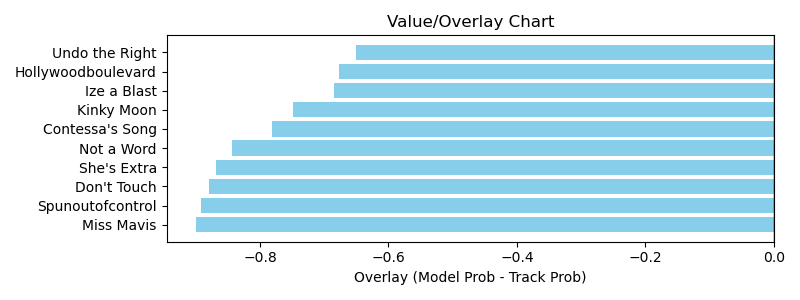 Value/Overlay Chart
Undo the Right
Hollywoodboulevard
Ize a Blast
Kinky Moon
Contessa's Song
Not a Word
She's Extra
Don't Touch
Spunoutofcontrol
Miss Mavis
−0.8 −0.6 −0.4 −0.2 0.0
Overlay (Model Prob - Track Prob)